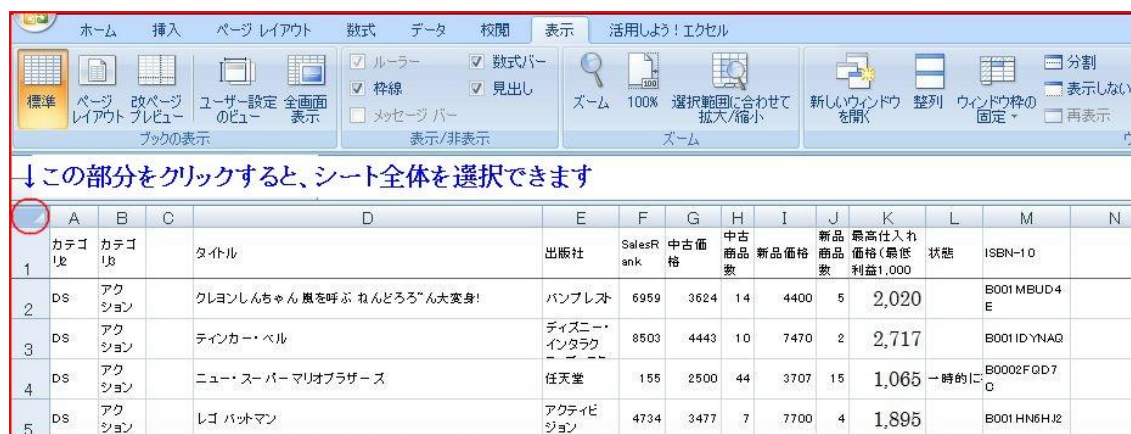 ホーム 挿入 ページ レイアウト 数式 データ 校閲 表示 活用しよう！エクセル
標準 ページ レイアウト 改ページ プレビュー ユーザー設定 のビュー 全画面 表示
ブックの表示
ルーラー 数式バー
枠線 見出し
メッセージ バー
表示/非表示
ズーム 100% 選択範囲に合わせて 拡大/縮小
ズーム
新しいウィンドウ を開く 整列 ウィンドウ枠の 固定
分割
表示しない
再表示
↓この部分をクリックすると、シート全体を選択できます
A B C D E F G H I J K L M N
1 カテゴリ2 カテゴリ3 タイトル 出版社 SalesRank 中古価格 中古商品数 新品価格 新品商品数 最高仕入れ価格(最低利益1,000 状態 ISBN-10
2 DS アクション クレヨンしんちゃん 嵐を呼ぶ ねんどろろ~ん大変身! バンプレスト 6959 3624 14 4400 5 2,020 B001MBUD4E
3 DS アクション ティンカー・ベル ディズニー・インタラク 8503 4443 10 7470 2 2,717 B001IDYNAQ
4 DS アクション ニュー・スーパーマリオブラザーズ 任天堂 155 2500 44 3707 15 1,065 一時的に B0002FQD7O
5 DS アクション レゴ バットマン アクティビジョン 4734 3477 7 7700 4 1,895 B001HN6HJ2